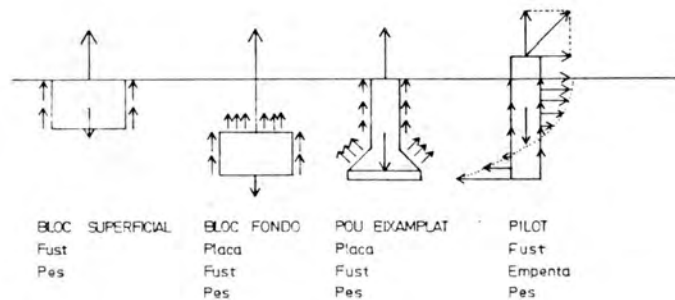 BLOC SUPERFICIAL
Fust
Pes
BLOC FONDO
Placa
Fust
Pes
POU EIXAMPLAT
Placa
Fust
Pes
PILOT
Fust
Empenta
Pes